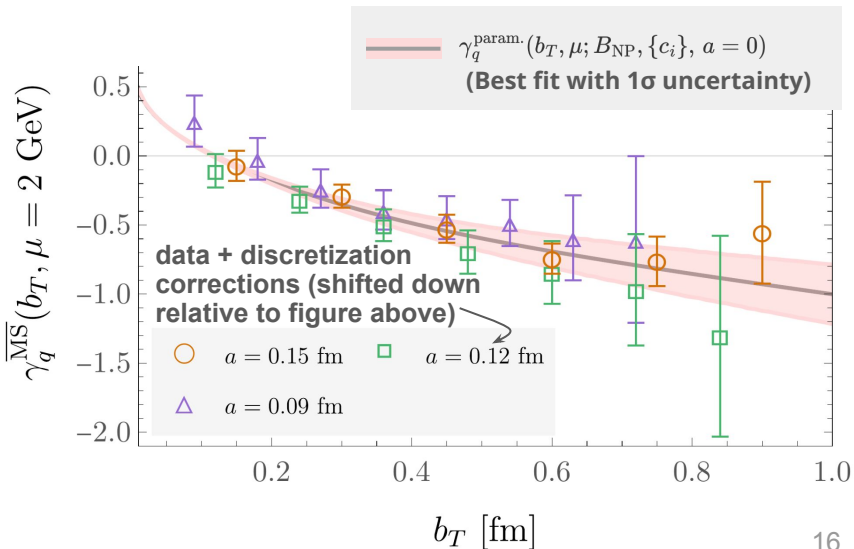 γ_q^param.(b_T, μ; B_NP, {c_i}, a = 0)
(Best fit with 1σ uncertainty)
γ_q^MS̅(b_T, μ = 2 GeV)
0.5
0.0
−0.5
−1.0
−1.5
−2.0
data + discretization
corrections (shifted down
relative to figure above)
a = 0.15 fm
a = 0.12 fm
a = 0.09 fm
0.2 0.4 0.6 0.8 1.0
b_T [fm]
16